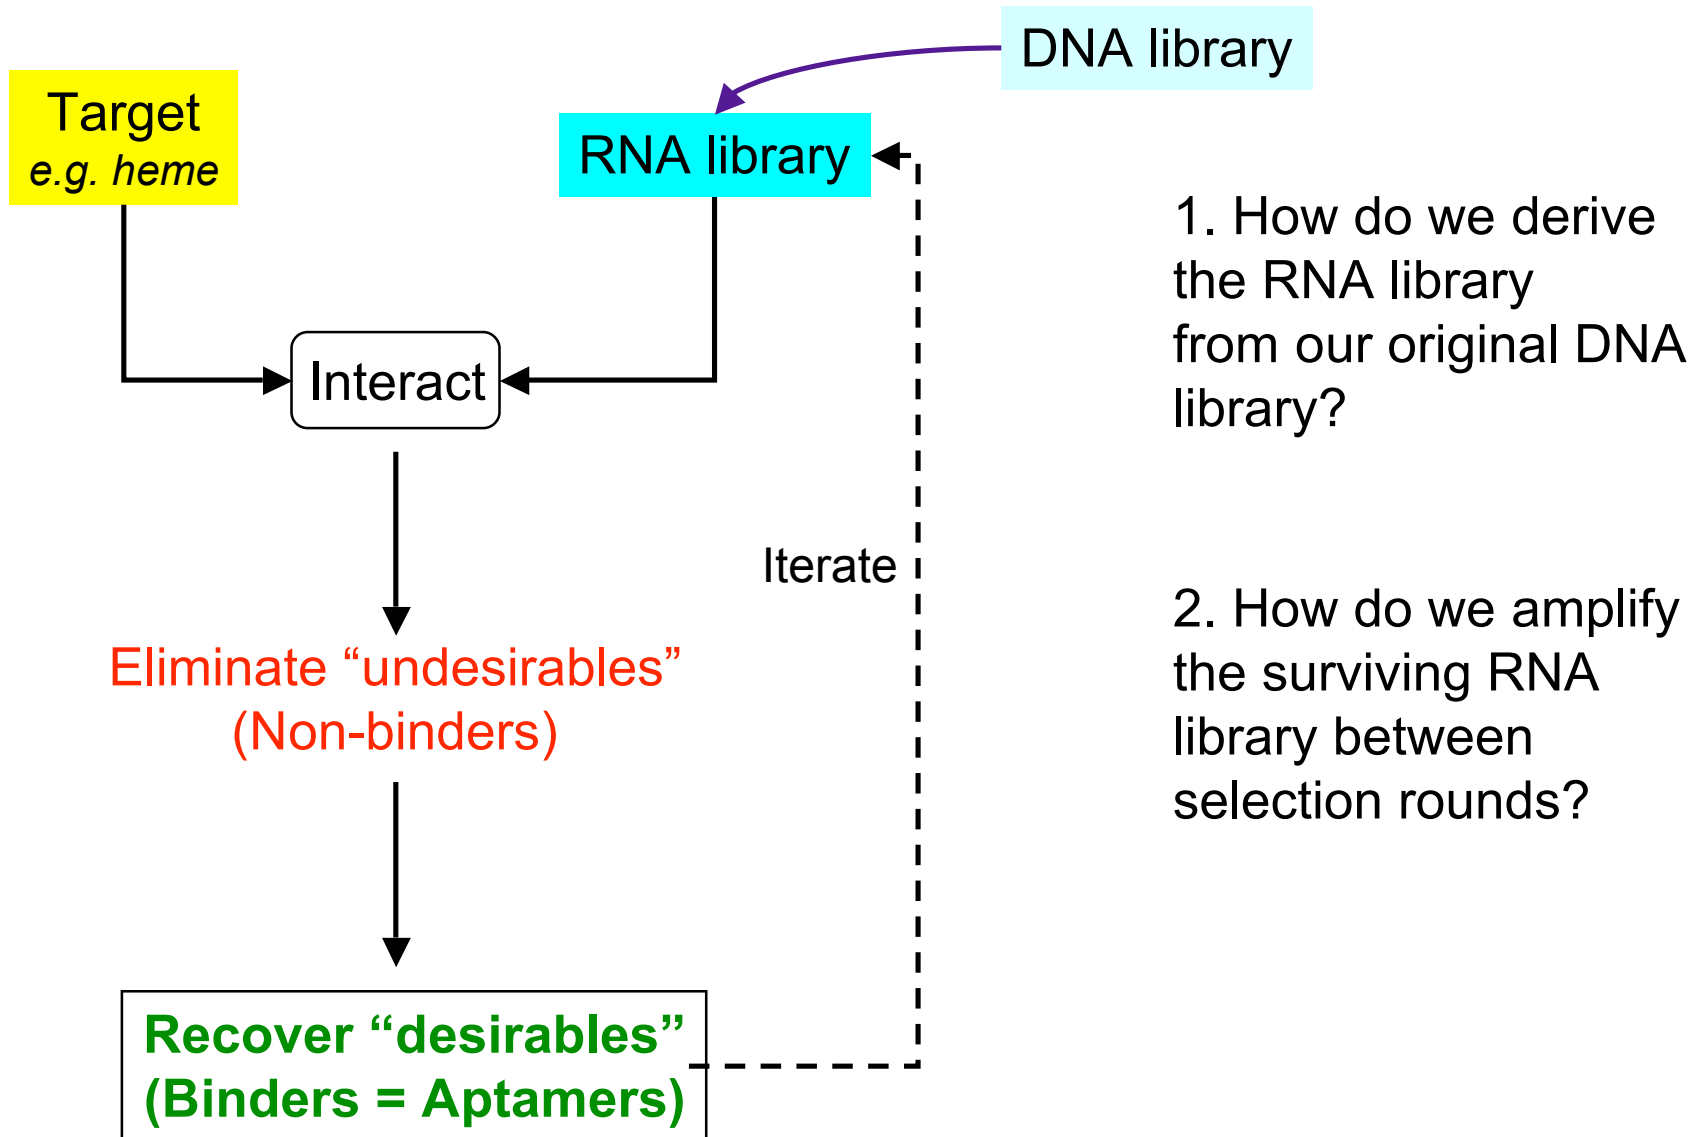 DNA library
Target
e.g. heme
RNA library
Interact
Iterate
Eliminate “undesirables”
(Non-binders)
Recover “desirables”
(Binders = Aptamers)
1. How do we derive
the RNA library
from our original DNA
library?
2. How do we amplify
the surviving RNA
library between
selection rounds?